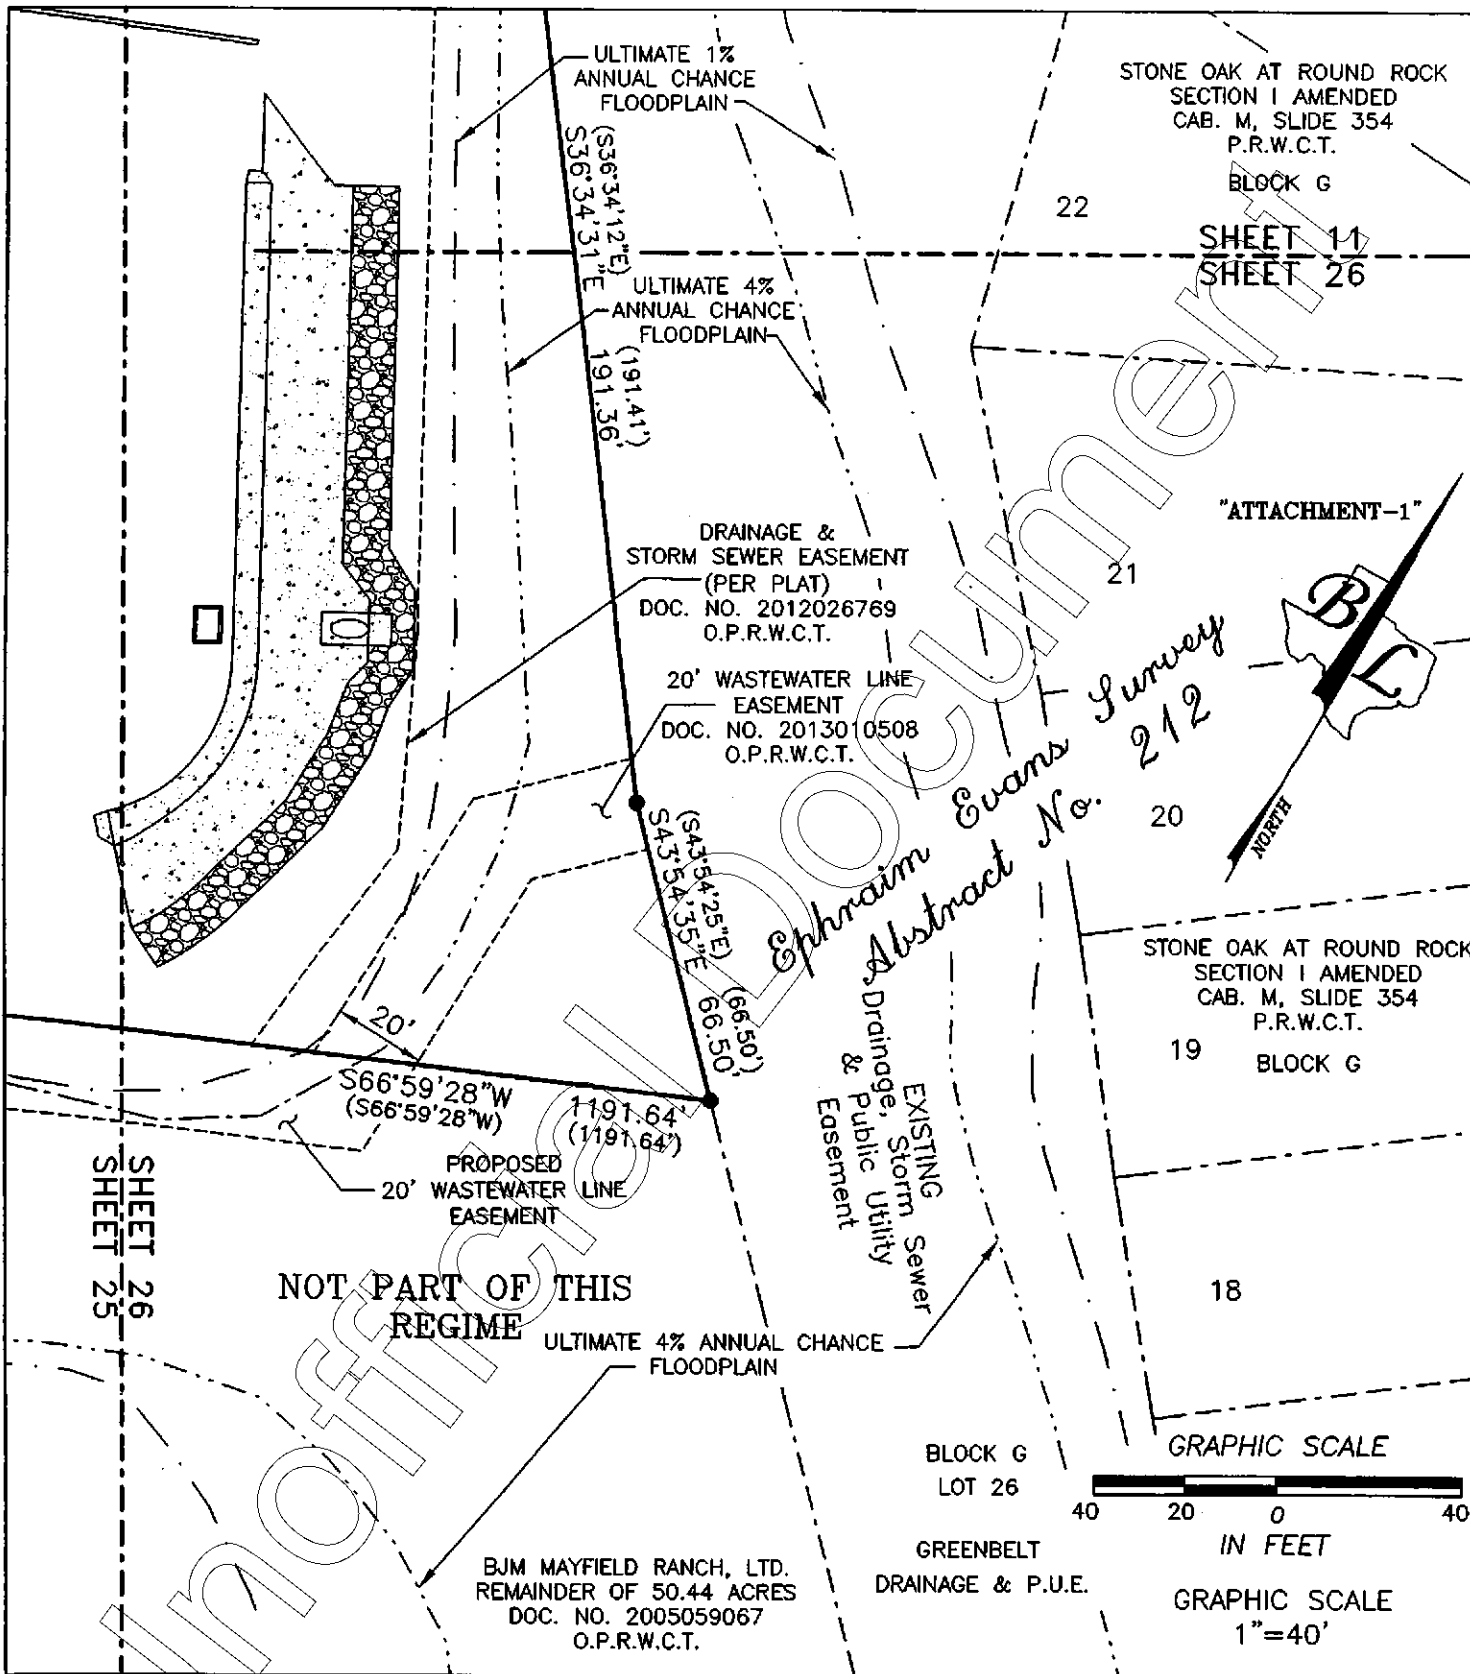 ULTIMATE 1%
ANNUAL CHANCE
FLOODPLAIN
STONE OAK AT ROUND ROCK
SECTION I AMENDED
CAB. M, SLIDE 354
P.R.W.C.T.
BLOCK G
22
SHEET 11
SHEET 26
(S36°34'12"E)
S36°34'31"E
(191.41')
191.36'
ULTIMATE 4%
ANNUAL CHANCE
FLOODPLAIN
"ATTACHMENT-1"
DRAINAGE &
STORM SEWER EASEMENT
(PER PLAT)
DOC. NO. 2012026769
O.P.R.W.C.T.
21
B
L
NORTH
20' WASTEWATER LINE
EASEMENT
DOC. NO. 2013010508
O.P.R.W.C.T.
Ephraim Evans Survey
Abstract No. 212
20
(S43°54'25"E) (66.50')
S43°54'35"E 66.50'
STONE OAK AT ROUND ROCK
SECTION I AMENDED
CAB. M, SLIDE 354
P.R.W.C.T.
19
BLOCK G
20'
S66°59'28"W 1191.64'
(S66°59'28"W) (1191.64')
EXISTING
Drainage, Storm Sewer
& Public Utility
Easement
PROPOSED
20' WASTEWATER LINE
EASEMENT
SHEET 26
SHEET 25
NOT PART OF THIS
REGIME
18
ULTIMATE 4% ANNUAL CHANCE
FLOODPLAIN
BLOCK G
LOT 26
GRAPHIC SCALE
40 20 0 40
IN FEET
GREENBELT
DRAINAGE & P.U.E.
GRAPHIC SCALE
1"=40'
BJM MAYFIELD RANCH, LTD.
REMAINDER OF 50.44 ACRES
DOC. NO. 2005059067
O.P.R.W.C.T.
Unofficial Document